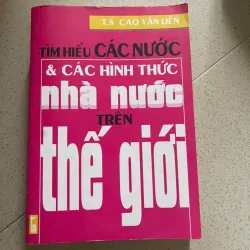 T.S CAO VĂN LIÊN
TÌM HIỂU CÁC NƯỚC
& CÁC HÌNH THỨC
nhà nước
TRÊN
thế giới